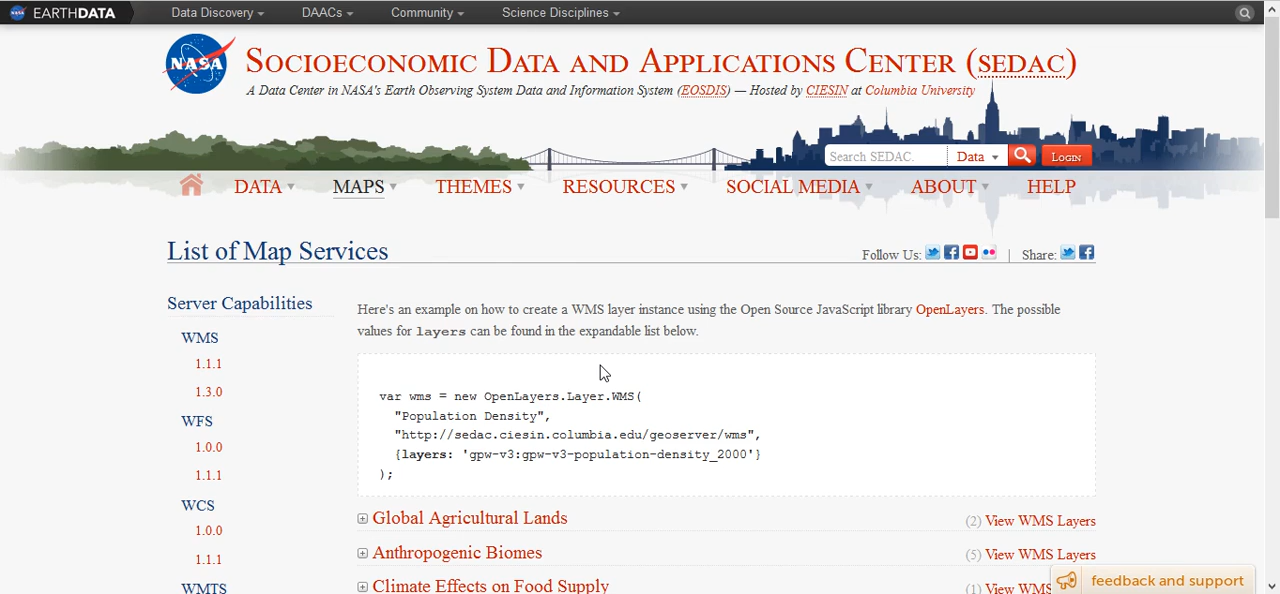 EARTHDATA Data Discovery DAACs Community Science Disciplines
NASA
SOCIOECONOMIC DATA AND APPLICATIONS CENTER (SEDAC)
A Data Center in NASA's Earth Observing System Data and Information System (EOSDIS) — Hosted by CIESIN at Columbia University
Search SEDAC. Data LOGIN
DATA MAPS THEMES RESOURCES SOCIAL MEDIA ABOUT HELP
List of Map Services
Follow Us: | Share:
Server Capabilities
WMS
1.1.1
1.3.0
WFS
1.0.0
1.1.1
WCS
1.0.0
1.1.1
WMTS
Here's an example on how to create a WMS layer instance using the Open Source JavaScript library OpenLayers. The possible
values for layers can be found in the expandable list below.
var wms = new OpenLayers.Layer.WMS(
"Population Density",
"http://sedac.ciesin.columbia.edu/geoserver/wms",
{layers: 'gpw-v3:gpw-v3-population-density_2000'}
);
Global Agricultural Lands (2) View WMS Layers
Anthropogenic Biomes (5) View WMS Layers
Climate Effects on Food Supply (1) View WMS
feedback and support